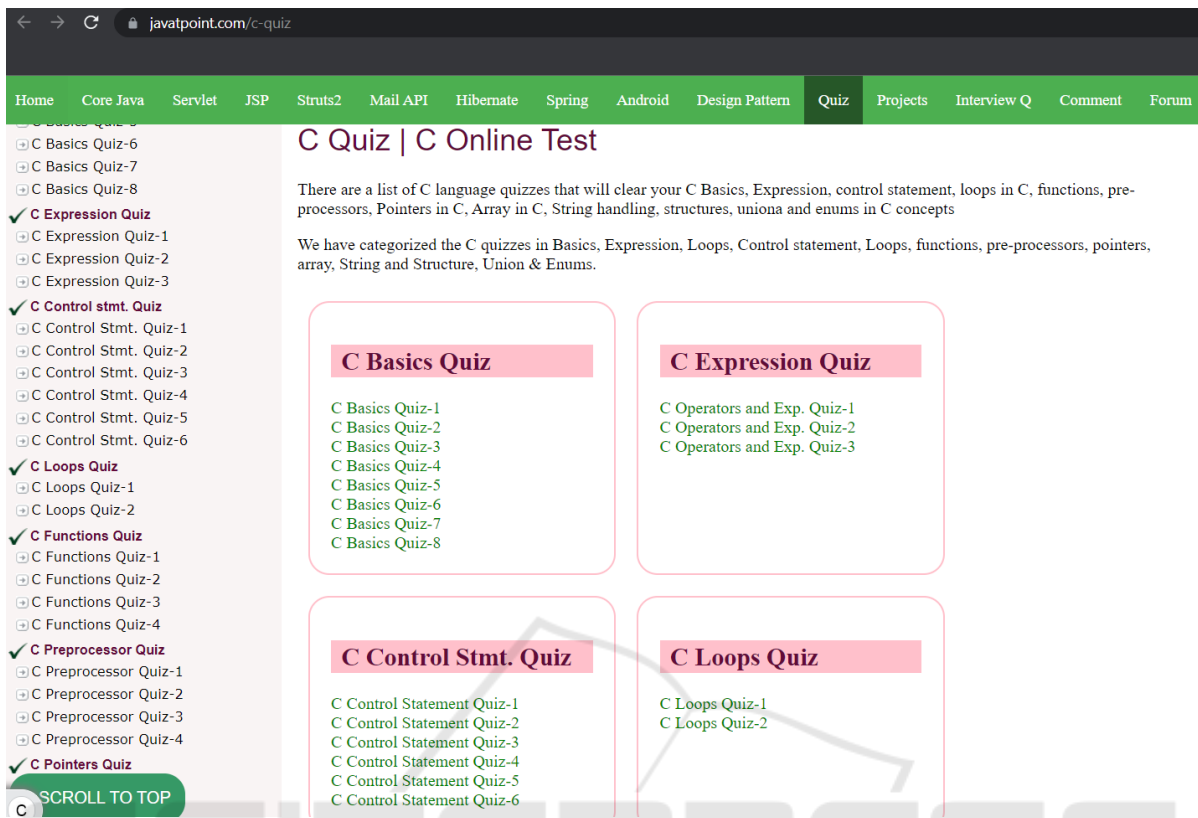 javatpoint.com/c-quiz
Home Core Java Servlet JSP Struts2 Mail API Hibernate Spring Android Design Pattern Quiz Projects Interview Q Comment Forum
C Basics Quiz-6
C Basics Quiz-7
C Basics Quiz-8
C Expression Quiz
C Expression Quiz-1
C Expression Quiz-2
C Expression Quiz-3
C Control stmt. Quiz
C Control Stmt. Quiz-1
C Control Stmt. Quiz-2
C Control Stmt. Quiz-3
C Control Stmt. Quiz-4
C Control Stmt. Quiz-5
C Control Stmt. Quiz-6
C Loops Quiz
C Loops Quiz-1
C Loops Quiz-2
C Functions Quiz
C Functions Quiz-1
C Functions Quiz-2
C Functions Quiz-3
C Functions Quiz-4
C Preprocessor Quiz
C Preprocessor Quiz-1
C Preprocessor Quiz-2
C Preprocessor Quiz-3
C Preprocessor Quiz-4
C Pointers Quiz
SCROLL TO TOP
C
C Quiz | C Online Test
There are a list of C language quizzes that will clear your C Basics, Expression, control statement, loops in C, functions, pre-
processors, Pointers in C, Array in C, String handling, structures, uniona and enums in C concepts
We have categorized the C quizzes in Basics, Expression, Loops, Control statement, Loops, functions, pre-processors, pointers,
array, String and Structure, Union & Enums.
C Basics Quiz
C Basics Quiz-1
C Basics Quiz-2
C Basics Quiz-3
C Basics Quiz-4
C Basics Quiz-5
C Basics Quiz-6
C Basics Quiz-7
C Basics Quiz-8
C Expression Quiz
C Operators and Exp. Quiz-1
C Operators and Exp. Quiz-2
C Operators and Exp. Quiz-3
C Control Stmt. Quiz
C Control Statement Quiz-1
C Control Statement Quiz-2
C Control Statement Quiz-3
C Control Statement Quiz-4
C Control Statement Quiz-5
C Control Statement Quiz-6
C Loops Quiz
C Loops Quiz-1
C Loops Quiz-2